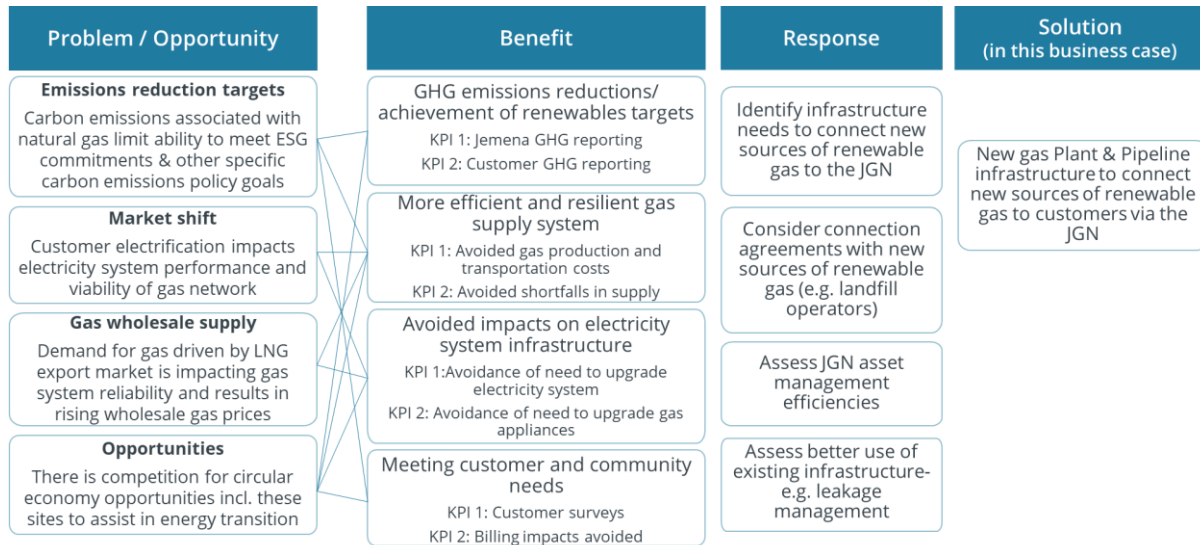 Problem / Opportunity
Emissions reduction targets
Carbon emissions associated with
natural gas limit ability to meet ESG
commitments & other specific
carbon emissions policy goals
Market shift
Customer electrification impacts
electricity system performance and
viability of gas network
Gas wholesale supply
Demand for gas driven by LNG
export market is impacting gas
system reliability and results in
rising wholesale gas prices
Opportunities
There is competition for circular
economy opportunities incl. these
sites to assist in energy transition
Benefit
GHG emissions reductions/
achievement of renewables targets
KPI 1: Jemena GHG reporting
KPI 2: Customer GHG reporting
More efficient and resilient gas
supply system
KPI 1: Avoided gas production and
transportation costs
KPI 2: Avoided shortfalls in supply
Avoided impacts on electricity
system infrastructure
KPI 1:Avoidance of need to upgrade
electricity system
KPI 2: Avoidance of need to upgrade gas
appliances
Meeting customer and community
needs
KPI 1: Customer surveys
KPI 2: Billing impacts avoided
Response
Identify infrastructure
needs to connect new
sources of renewable
gas to the JGN
Consider connection
agreements with new
sources of renewable
gas (e.g. landfill
operators)
Assess JGN asset
management
efficiencies
Assess better use of
existing infrastructure-
e.g. leakage
management
Solution
(in this business case)
New gas Plant & Pipeline
infrastructure to connect
new sources of renewable
gas to customers via the
JGN